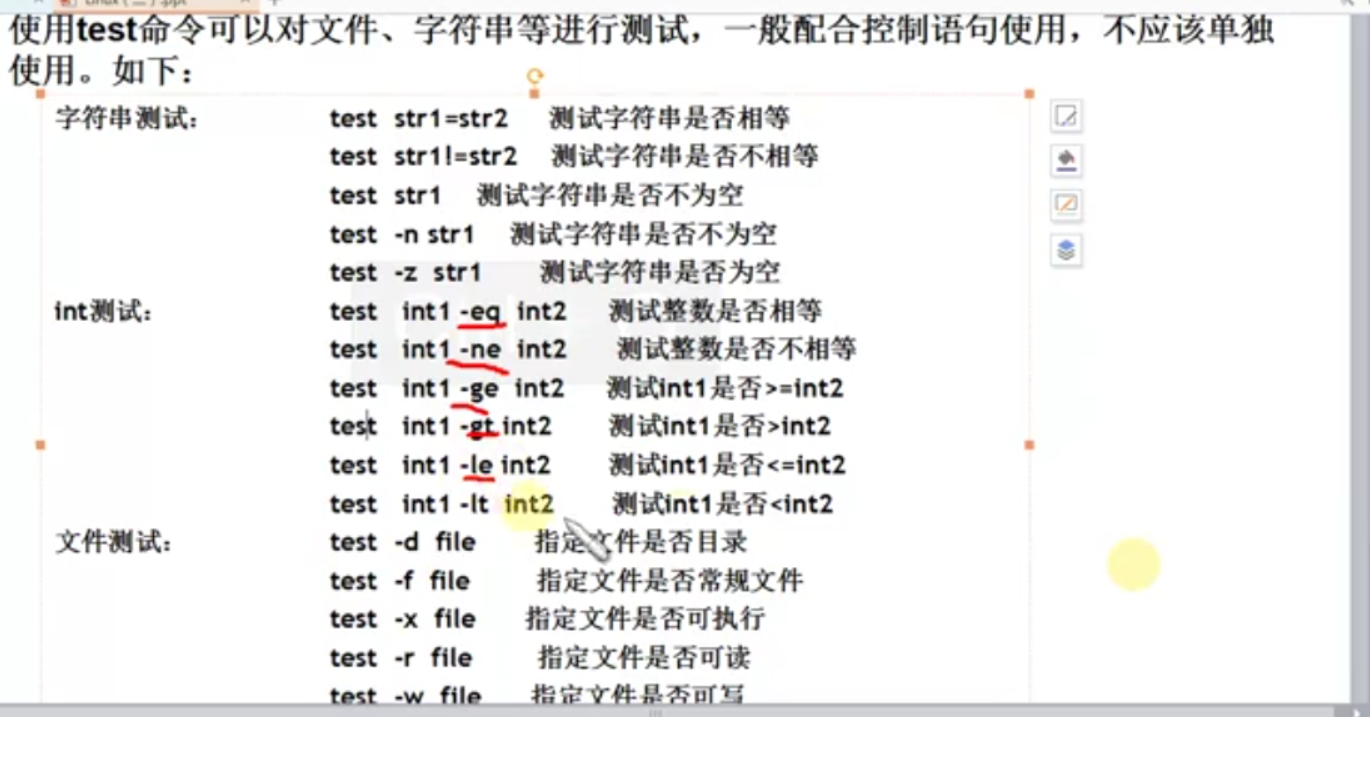 使用test命令可以对文件、字符串等进行测试，一般配合控制语句使用，不应该单独
使用。如下：
字符串测试： test str1=str2 测试字符串是否相等
test str1!=str2 测试字符串是否不相等
test str1 测试字符串是否不为空
test -n str1 测试字符串是否不为空
test -z str1 测试字符串是否为空
int测试： test int1 -eq int2 测试整数是否相等
test int1 -ne int2 测试整数是否不相等
test int1 -ge int2 测试int1是否>=int2
test int1 -gt int2 测试int1是否>int2
test int1 -le int2 测试int1是否<=int2
test int1 -lt int2 测试int1是否<int2
文件测试： test -d file 指定文件是否目录
test -f file 指定文件是否常规文件
test -x file 指定文件是否可执行
test -r file 指定文件是否可读
test -w file 指定文件是否可写